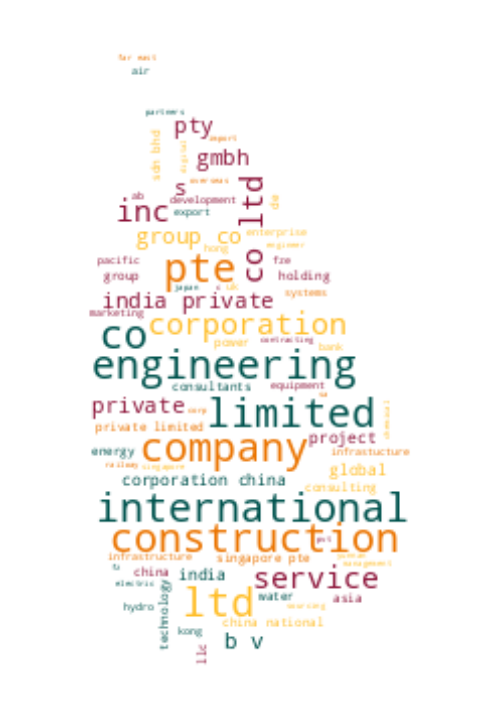 far east
air
partners
pty
import
sdn bhd
digital
gmbh
overseas
s
co ltd
ab
development
de
inc
export
group co
enterprise
hong
engineer
pacific
pte
fze
group
holding
japan
uk
systems
india private
marketing
corporation
co
power
contracting
bank
engineering
consultants
equipment
private
corp
limited
chemical
private limited
company
project
energy
infrastucture
railway
singapore
global
corporation china
consulting
international
construction
pvt
infrastructure
singapore pte
management
china
india
service
electric
technology
ltd
water
asia
hydro
sourcing
china national
kong
b v
llc